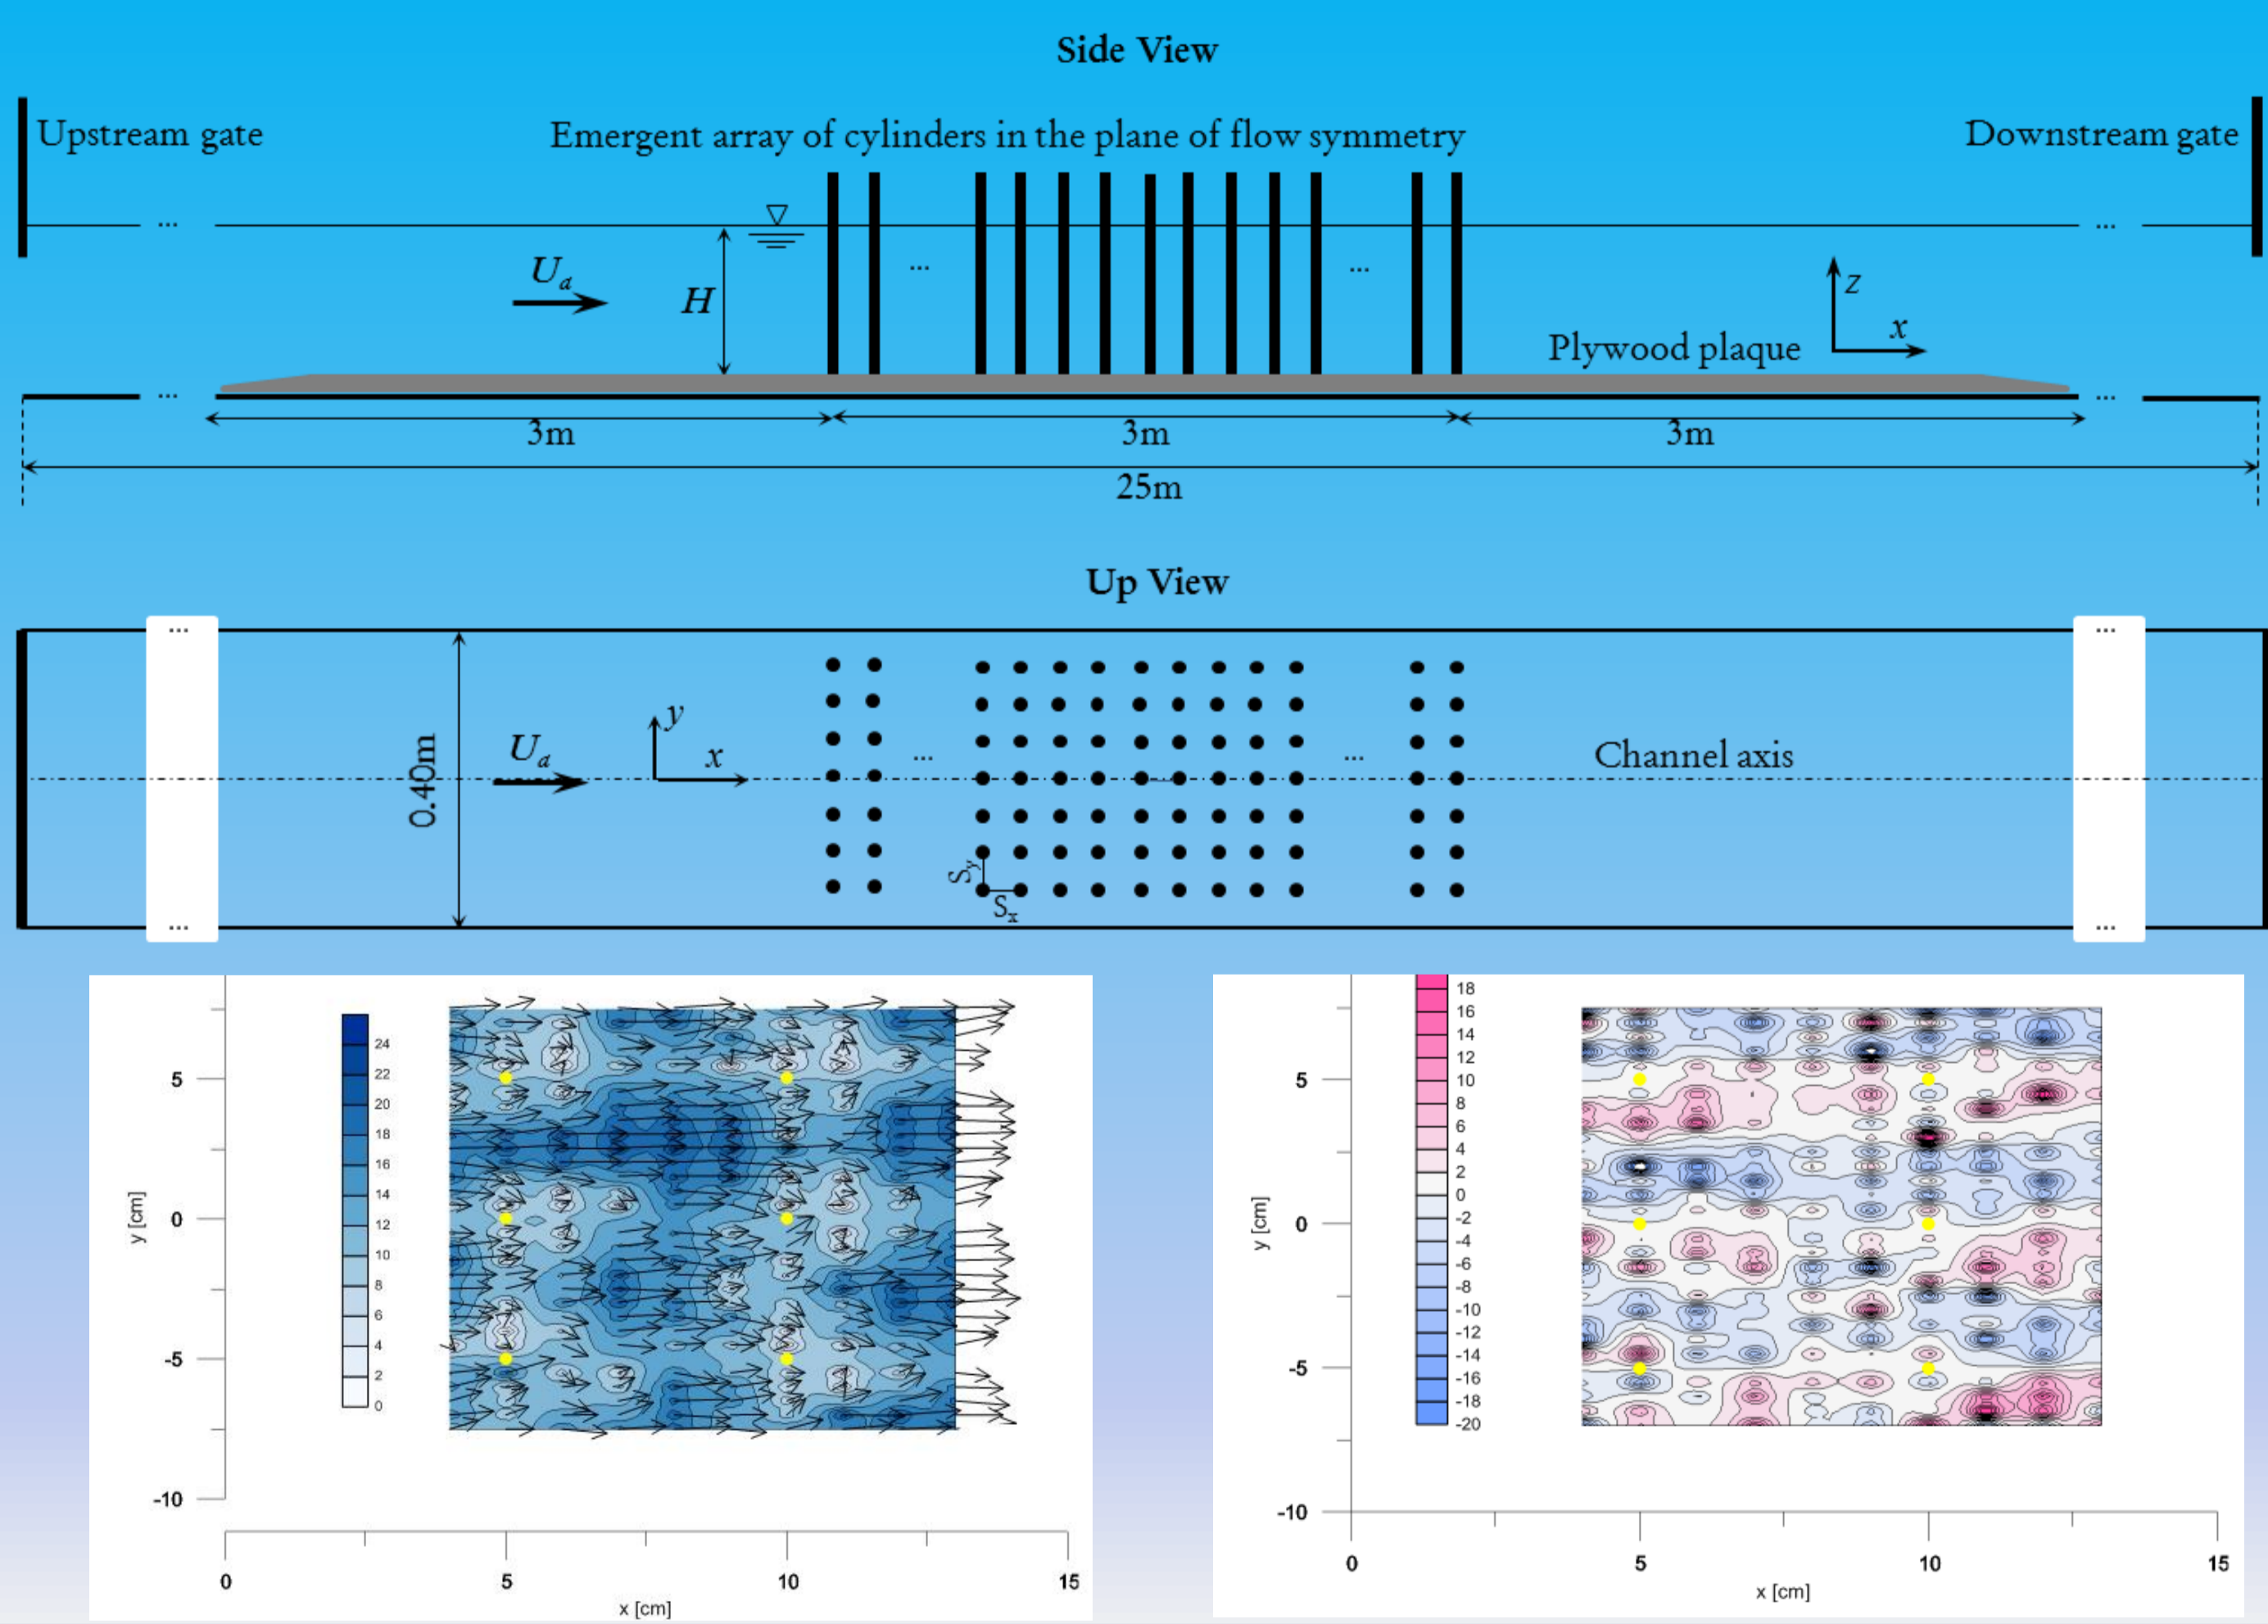 Side View
Upstream gate
Emergent array of cylinders in the plane of flow symmetry
Downstream gate
...
...
...
...
Uₐ
H
z
x
Plywood plaque
...
...
3m
3m
3m
25m
Up View
...
...
y
x
Uₐ
0.40m
...
...
Channel axis
Sy
Sx
...
...
24
22
20
18
16
14
12
10
8
6
4
2
0
5
0
-5
-10
y [cm]
0
5
10
15
x [cm]
18
16
14
12
10
8
6
4
2
0
-2
-4
-6
-8
-10
-12
-14
-16
-18
-20
5
0
-5
-10
y [cm]
0
5
10
15
x [cm]